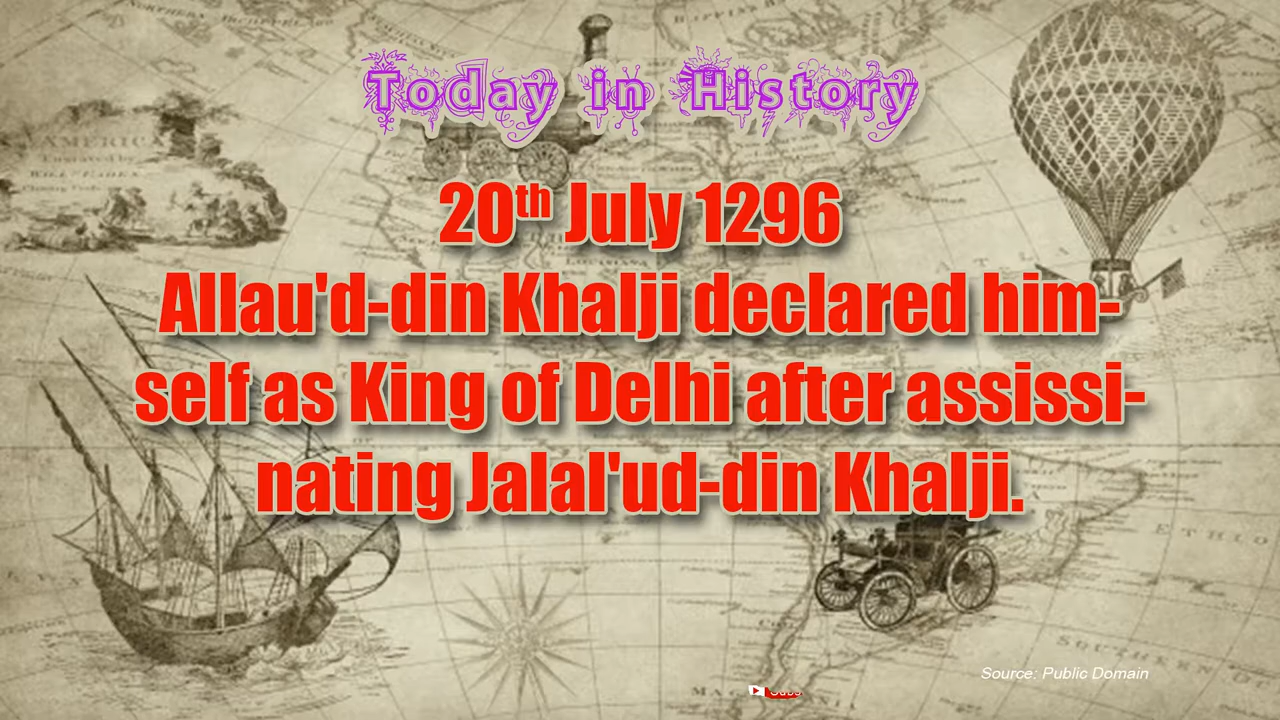 Today in History
20th July 1296
Allau'd-din Khalji declared him-
self as King of Delhi after assissi-
nating Jalal'ud-din Khalji.
Source: Public Domain